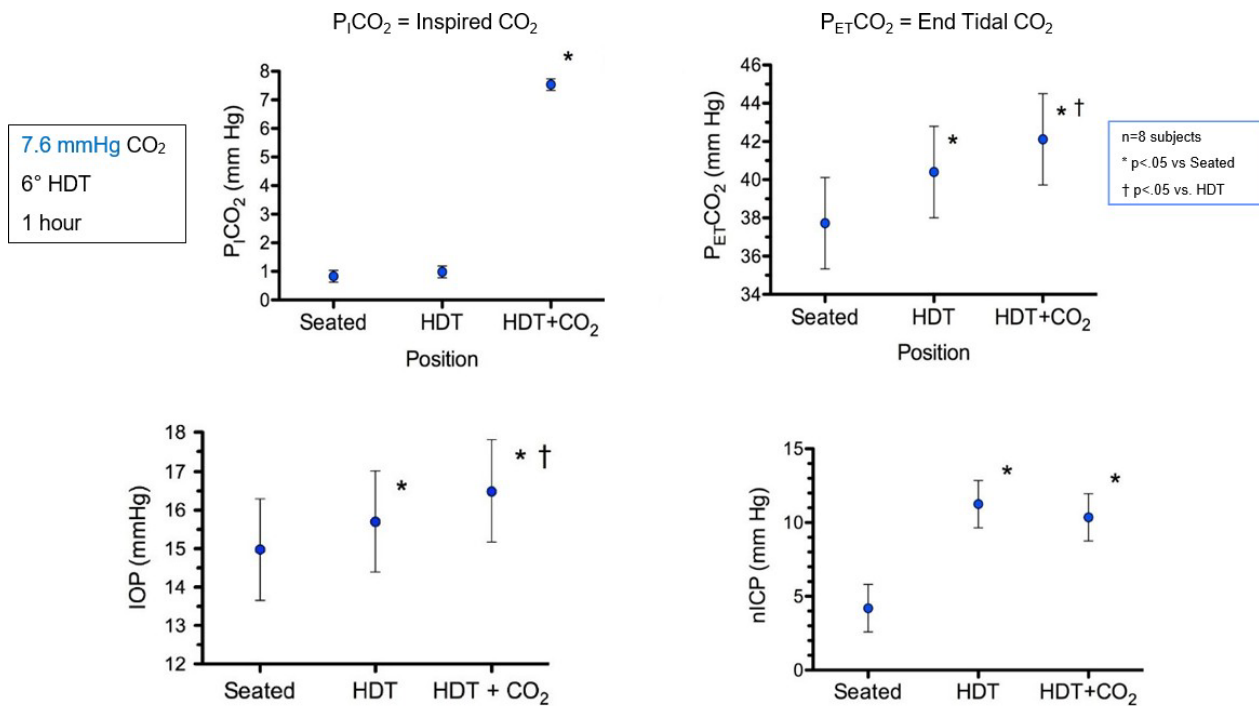 PICO₂ = Inspired CO₂
PETCO₂ = End Tidal CO₂
7.6 mmHg CO₂
6° HDT
1 hour
PICO₂ (mm Hg)
8
7
6
5
4
3
2
1
0
*
Seated
HDT
HDT+CO₂
Position
PETCO₂ (mm Hg)
46
44
42
40
38
36
34
*
* †
Seated
HDT
HDT+CO₂
Position
n=8 subjects
* p<.05 vs Seated
† p<.05 vs. HDT
IOP (mmHg)
18
17
16
15
14
13
12
*
* †
Seated
HDT
HDT + CO₂
nICP (mm Hg)
15
10
5
0
*
*
Seated
HDT
HDT+CO₂